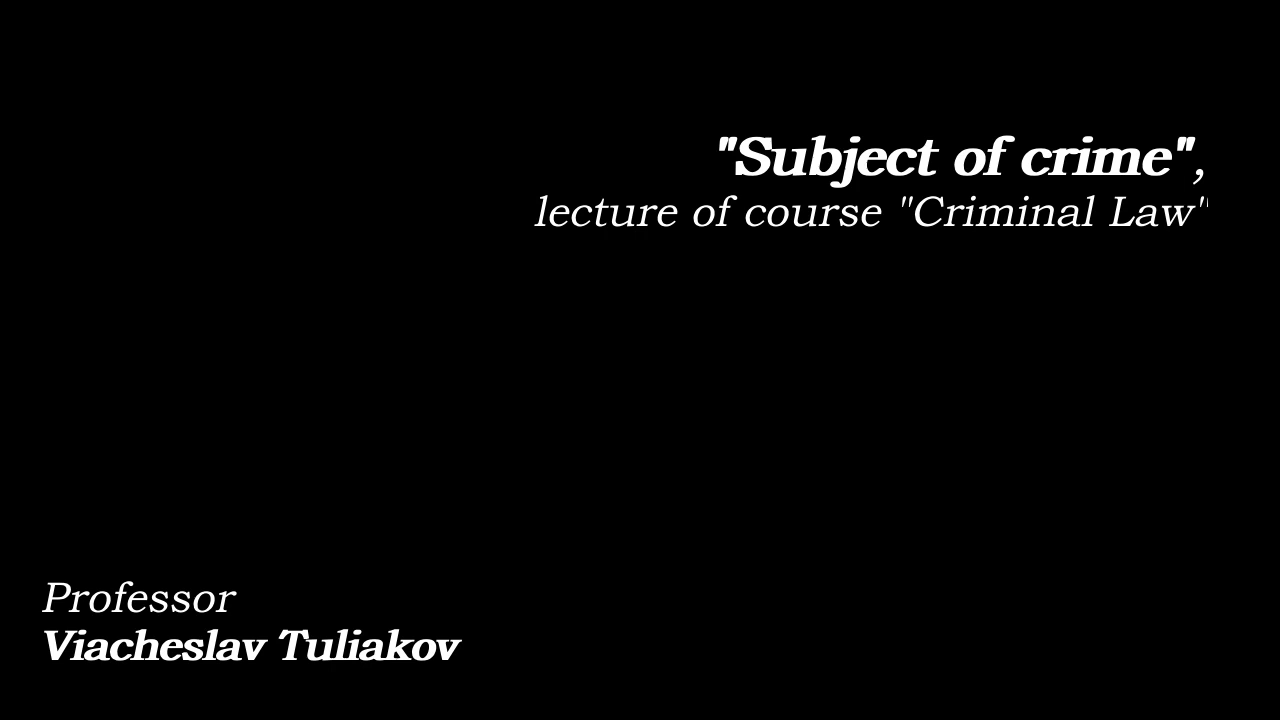 "Subject of crime",
lecture of course "Criminal Law"
Professor
Viacheslav Tuliakov